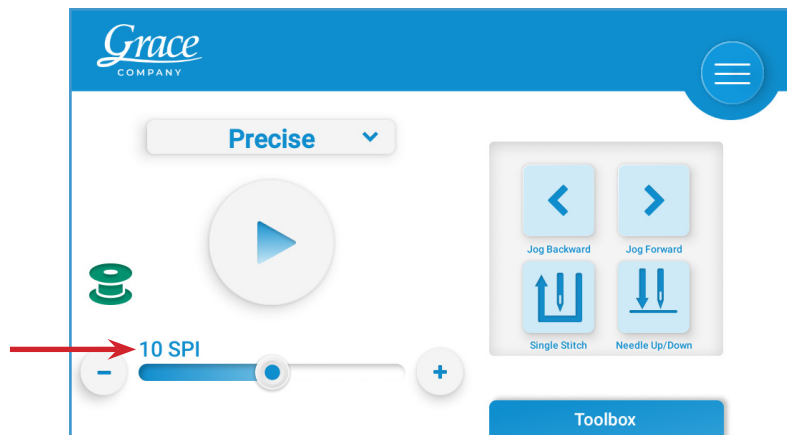 Grace
COMPANY
Precise
Jog Backward
Jog Forward
Single Stitch
Needle Up/Down
10 SPI
Toolbox